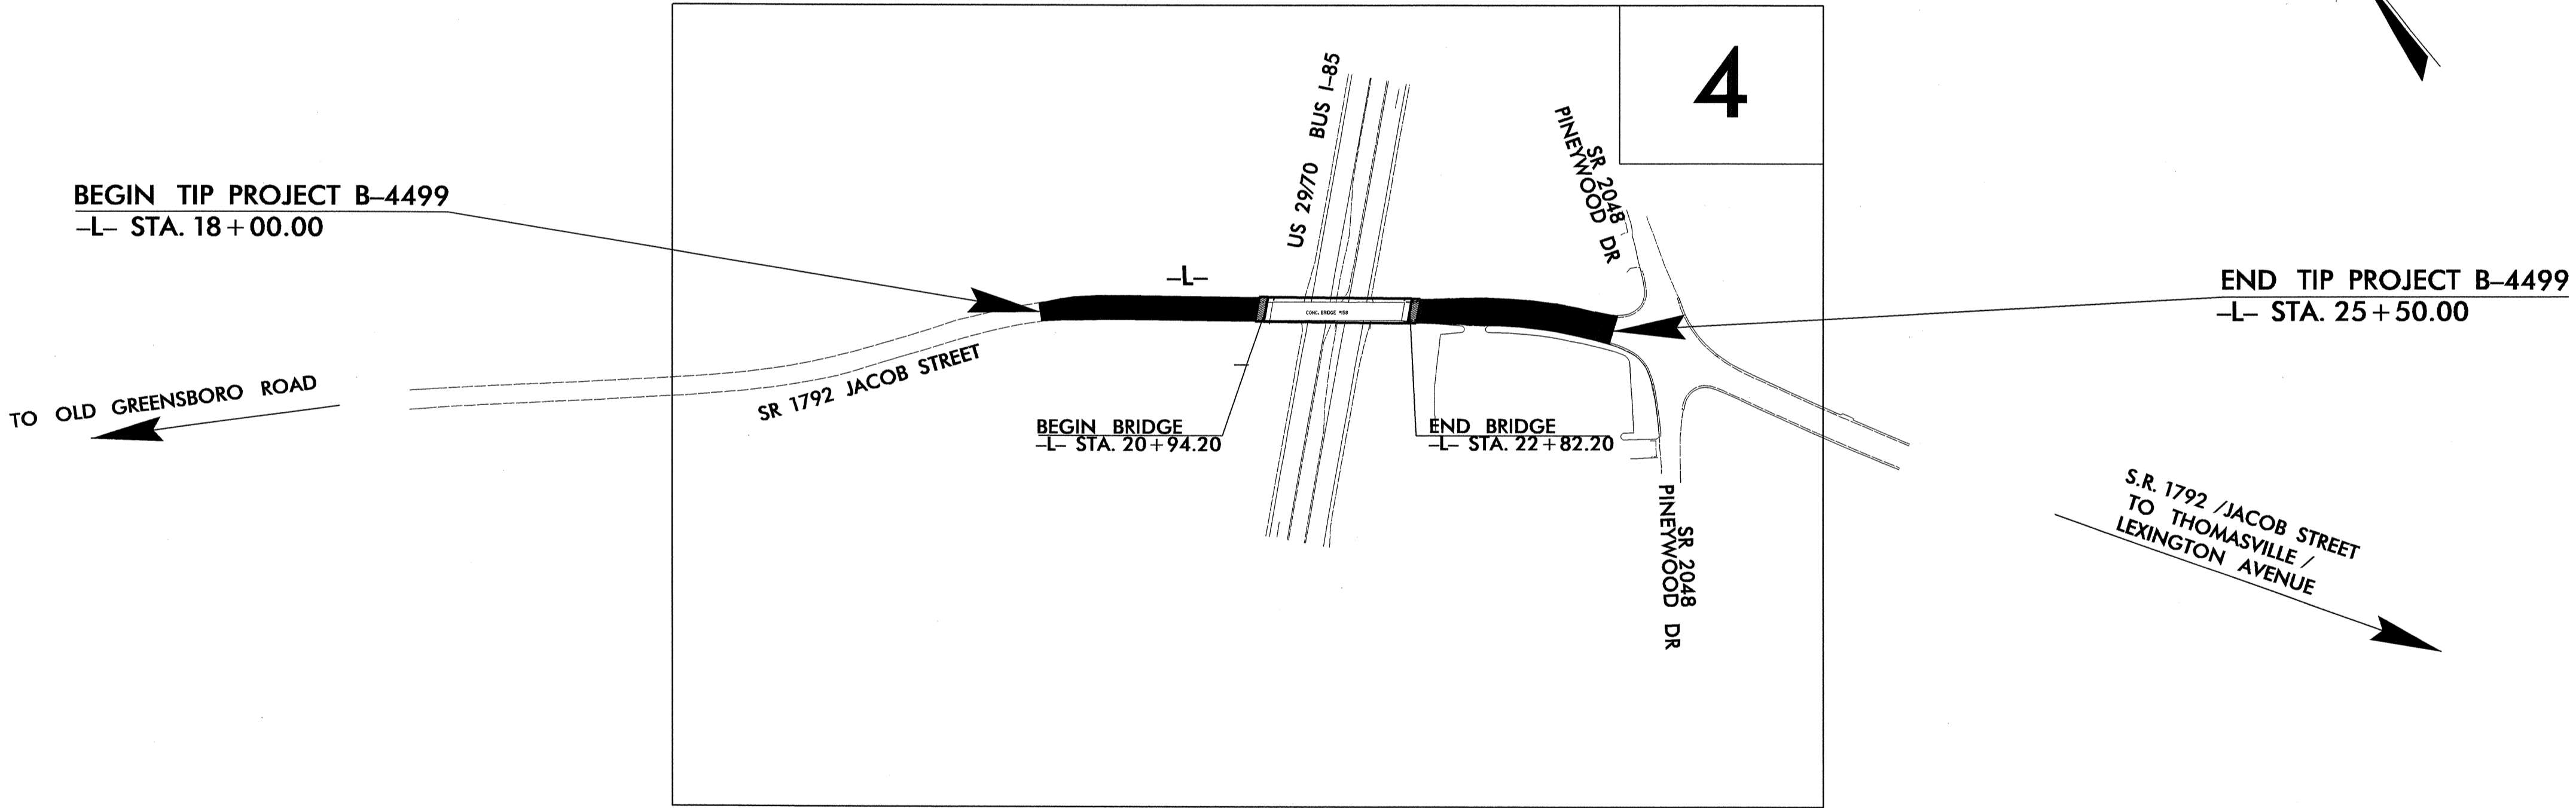 4
US 29/70 BUS I-85
SR 2048
PINEYWOOD DR
BEGIN TIP PROJECT B-4499
-L- STA. 18+00.00
-L-
END TIP PROJECT B-4499
-L- STA. 25+50.00
TO OLD GREENSBORO ROAD
SR 1792 JACOB STREET
BEGIN BRIDGE
-L- STA. 20+94.20
END BRIDGE
-L- STA. 22+82.20
SR 2048
PINEYWOOD DR
S.R. 1792 /JACOB STREET
TO THOMASVILLE /
LEXINGTON AVENUE
CONC. BRIDGE